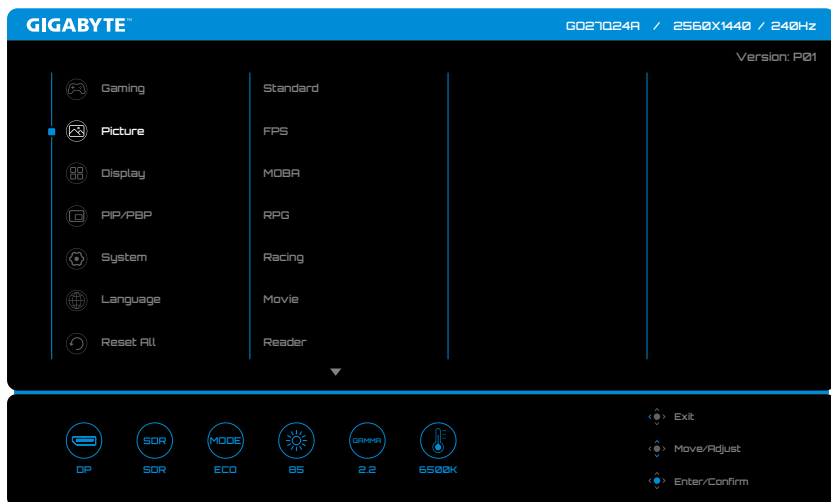 GIGABYTE™ GO27Q24A / 2560X1440 / 240Hz
Version: P01
Gaming Standard
Picture FPS
Display MOBA
PIP/PBP RPG
System Racing
Language Movie
Reset All Reader
Exit
SDR MODE GAMMA
Move/Adjust
DP SDR ECO 85 2.2 6500K
Enter/Confirm